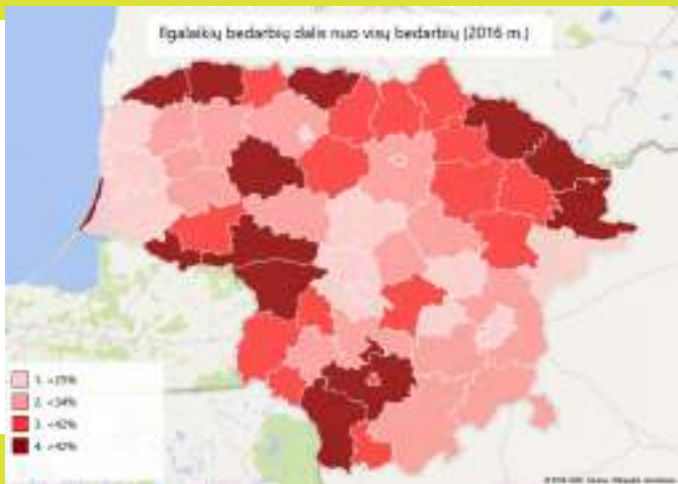 Ilgalaikių bedarbių dalis nuo visų bedarbių (2016 m.)
1. <25%
2. <34%
3. <42%
4. >42%